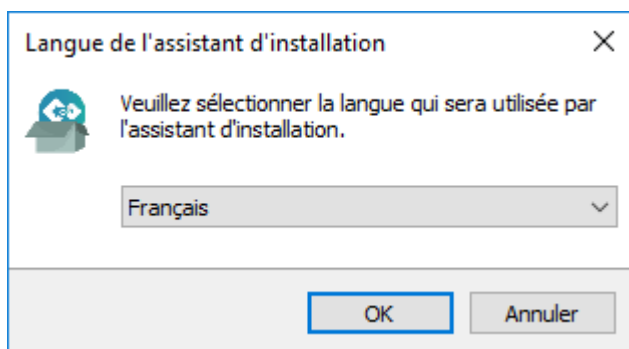 Langue de l'assistant d'installation
Veuillez sélectionner la langue qui sera utilisée par
l'assistant d'installation.
Français
OK
Annuler